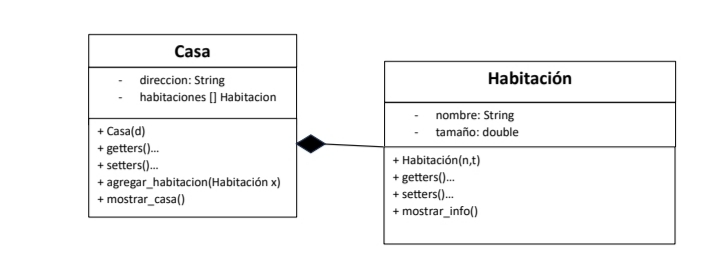 Casa
- direccion: String
- habitaciones [] Habitacion
+ Casa(d)
+ getters()...
+ setters()...
+ agregar_habitacion(Habitación x)
+ mostrar_casa()
Habitación
- nombre: String
- tamaño: double
+ Habitación(n,t)
+ getters()...
+ setters()...
+ mostrar_info()